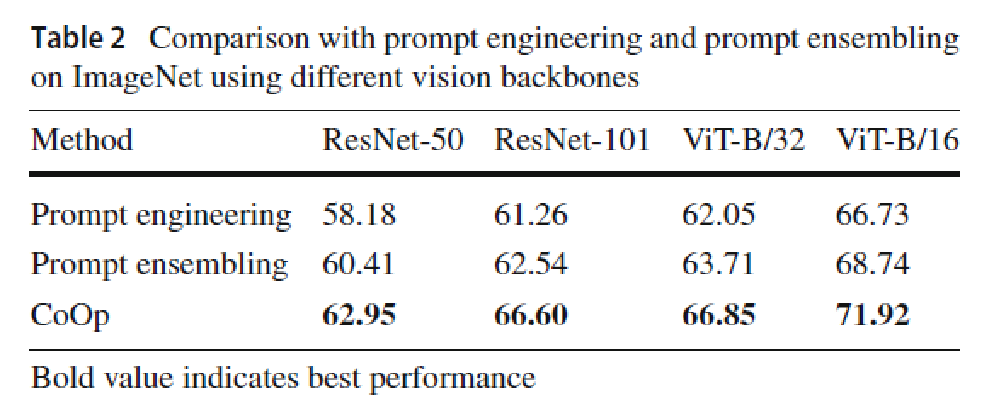 Table 2 Comparison with prompt engineering and prompt ensembling
on ImageNet using different vision backbones
Method ResNet-50 ResNet-101 ViT-B/32 ViT-B/16
Prompt engineering 58.18 61.26 62.05 66.73
Prompt ensembling 60.41 62.54 63.71 68.74
CoOp 62.95 66.60 66.85 71.92
Bold value indicates best performance